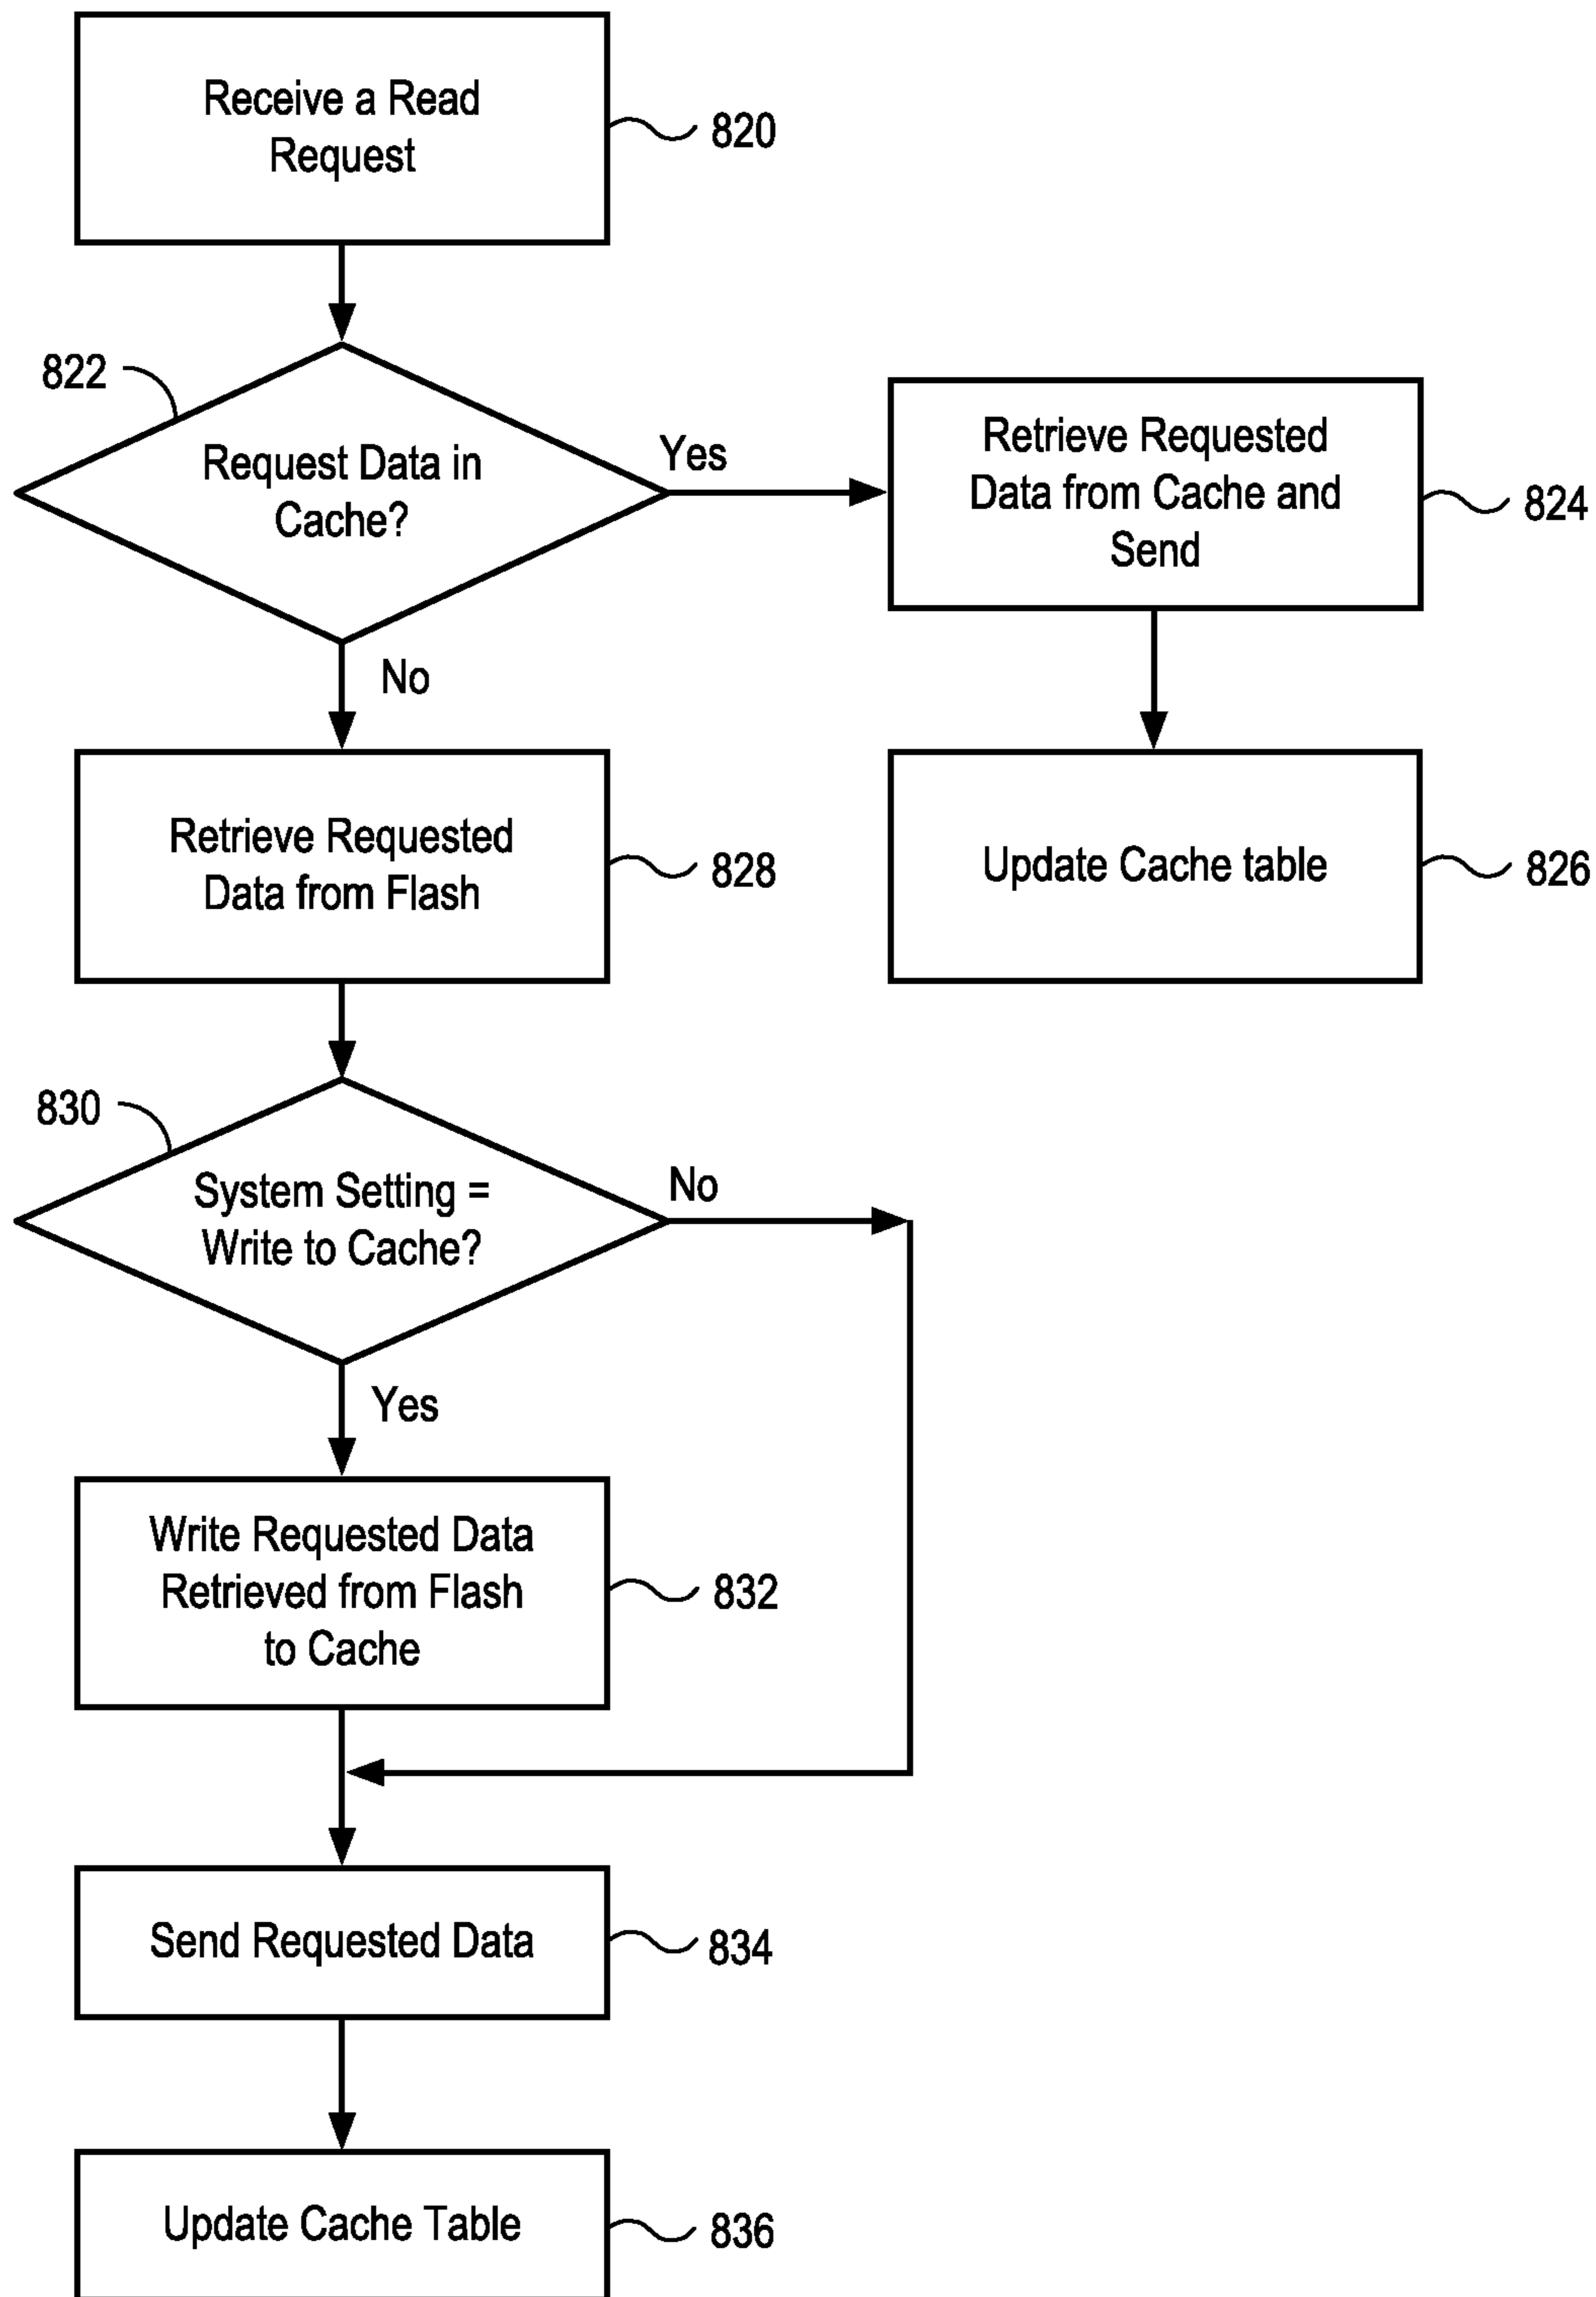 Receive a Read
Request
820
822
Request Data in
Cache?
Yes
Retrieve Requested
Data from Cache and
Send
824
No
Retrieve Requested
Data from Flash
828
Update Cache table
826
830
System Setting =
Write to Cache?
No
Yes
Write Requested Data
Retrieved from Flash
to Cache
832
Send Requested Data
834
Update Cache Table
836